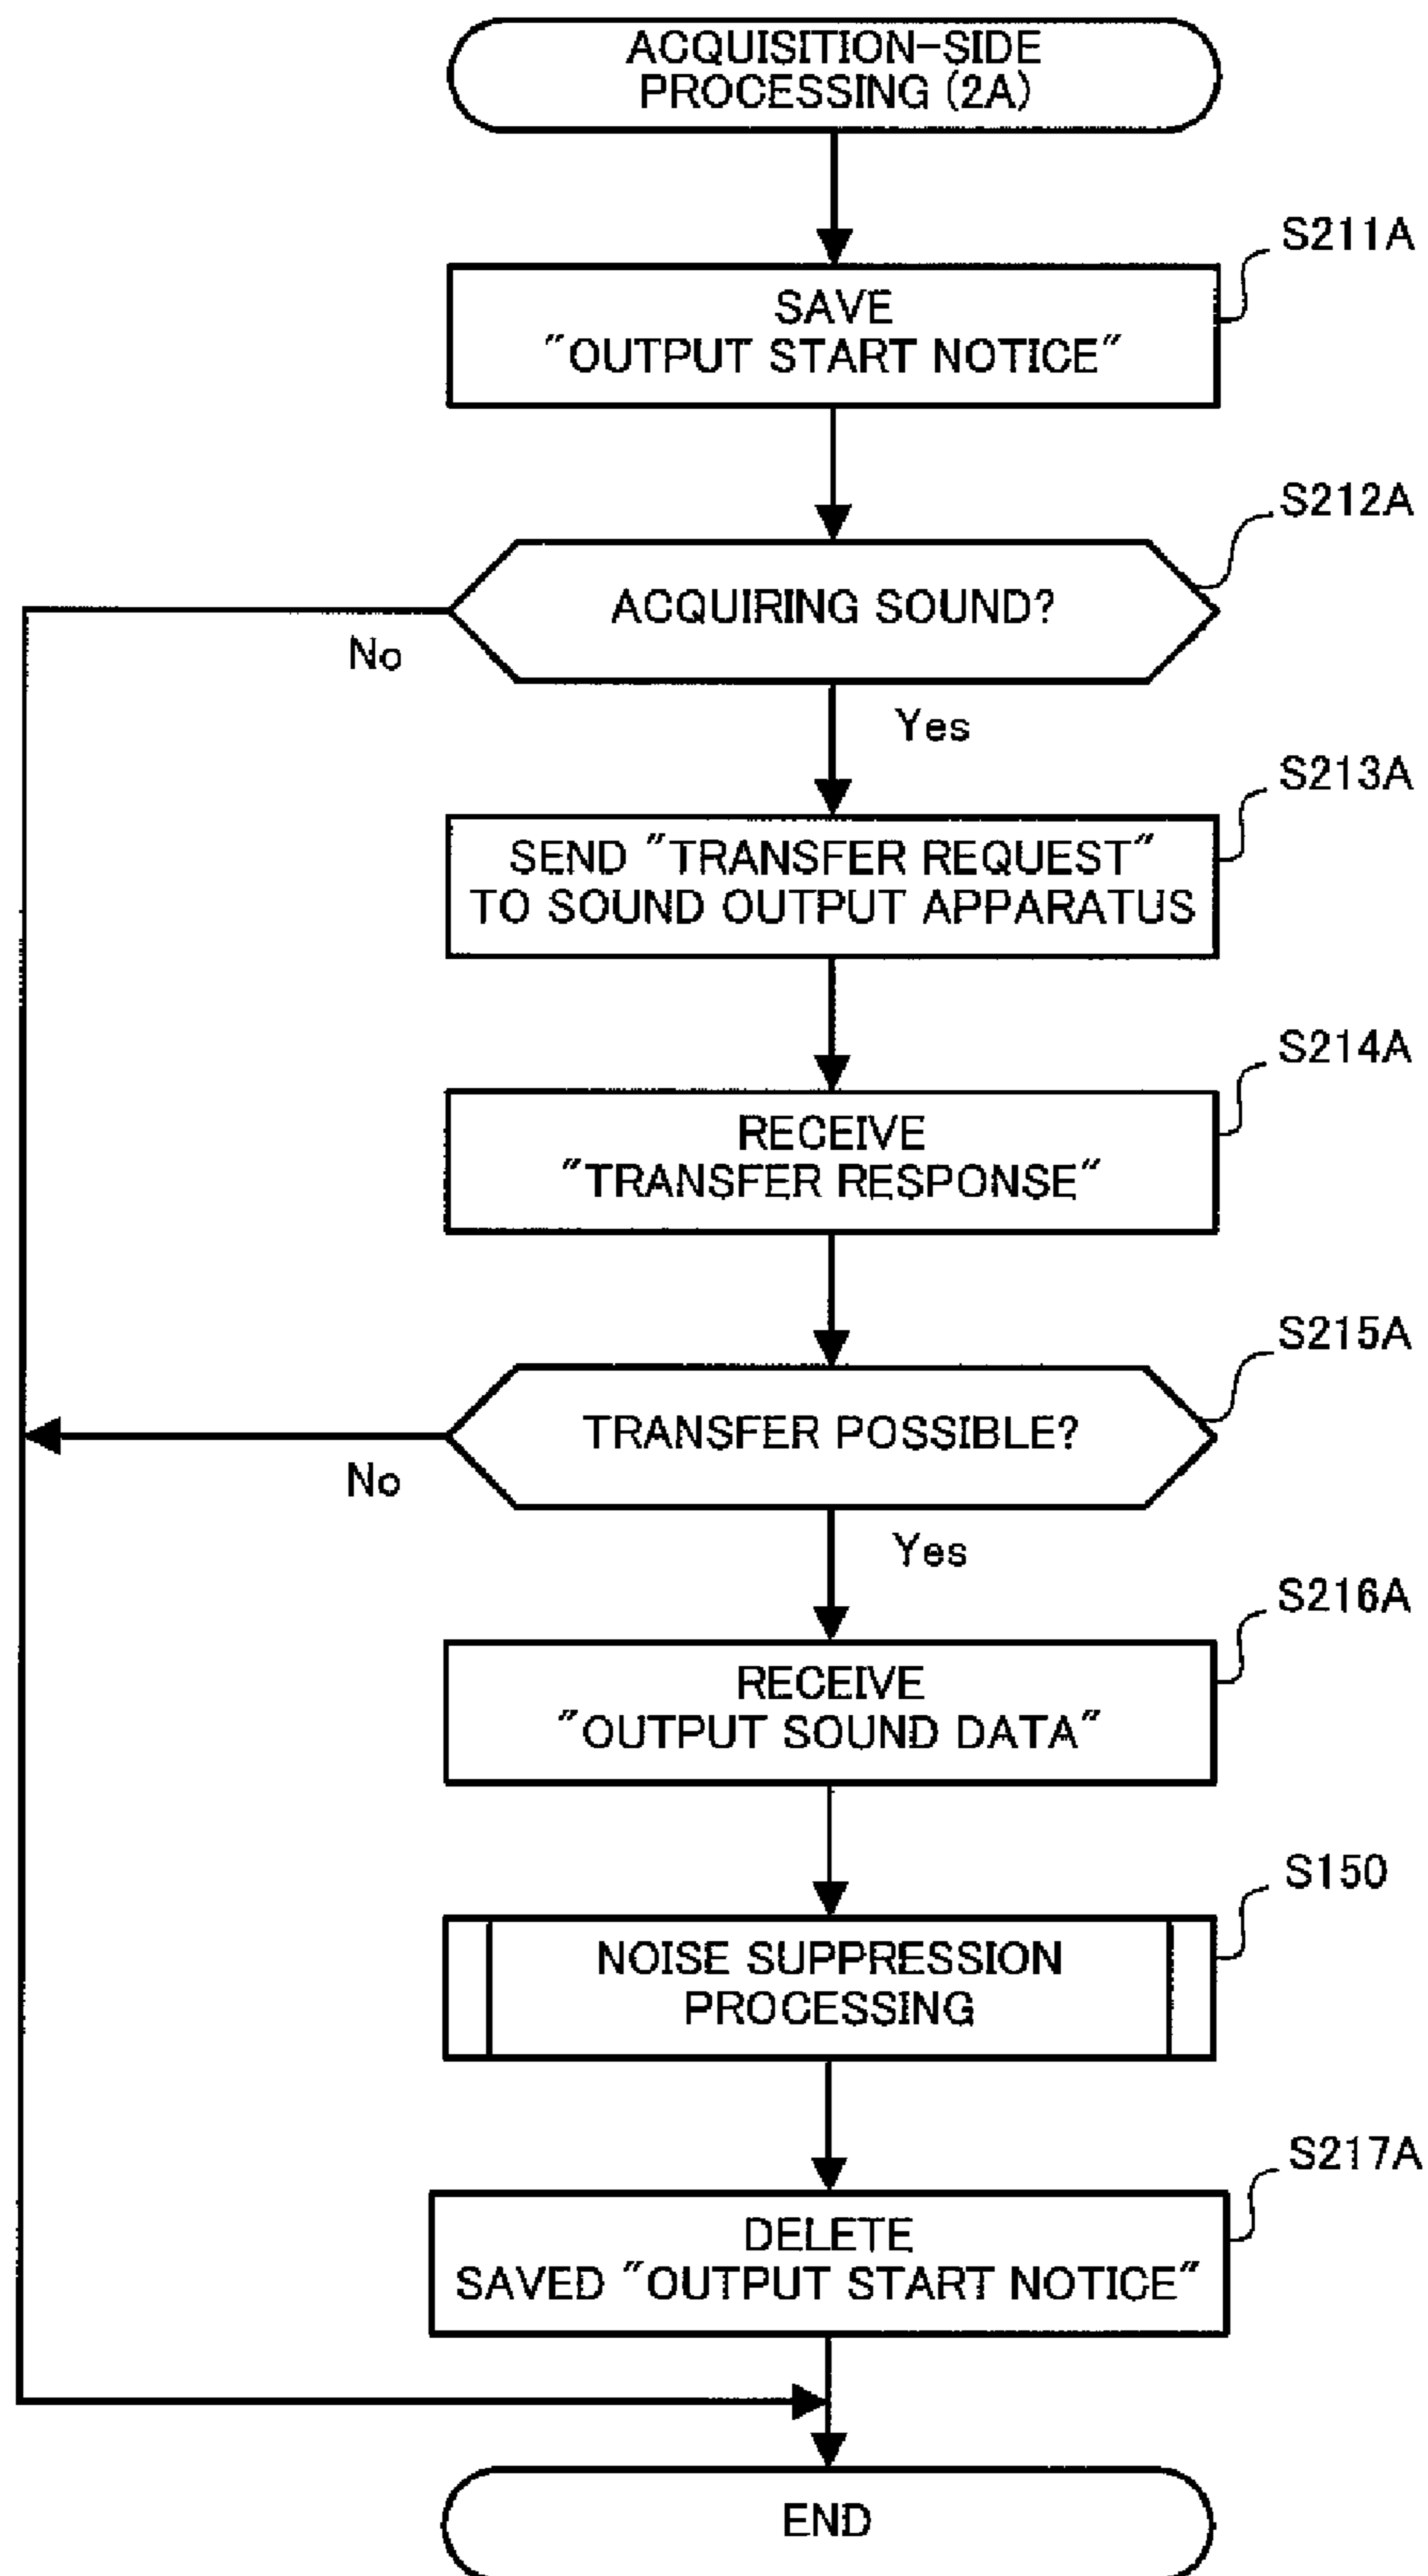 ACQUISITION-SIDE
PROCESSING (2A)
S211A
SAVE
"OUTPUT START NOTICE"
S212A
ACQUIRING SOUND?
No
Yes
S213A
SEND "TRANSFER REQUEST"
TO SOUND OUTPUT APPARATUS
S214A
RECEIVE
"TRANSFER RESPONSE"
S215A
TRANSFER POSSIBLE?
No
Yes
S216A
RECEIVE
"OUTPUT SOUND DATA"
S150
NOISE SUPPRESSION
PROCESSING
S217A
DELETE
SAVED "OUTPUT START NOTICE"
END